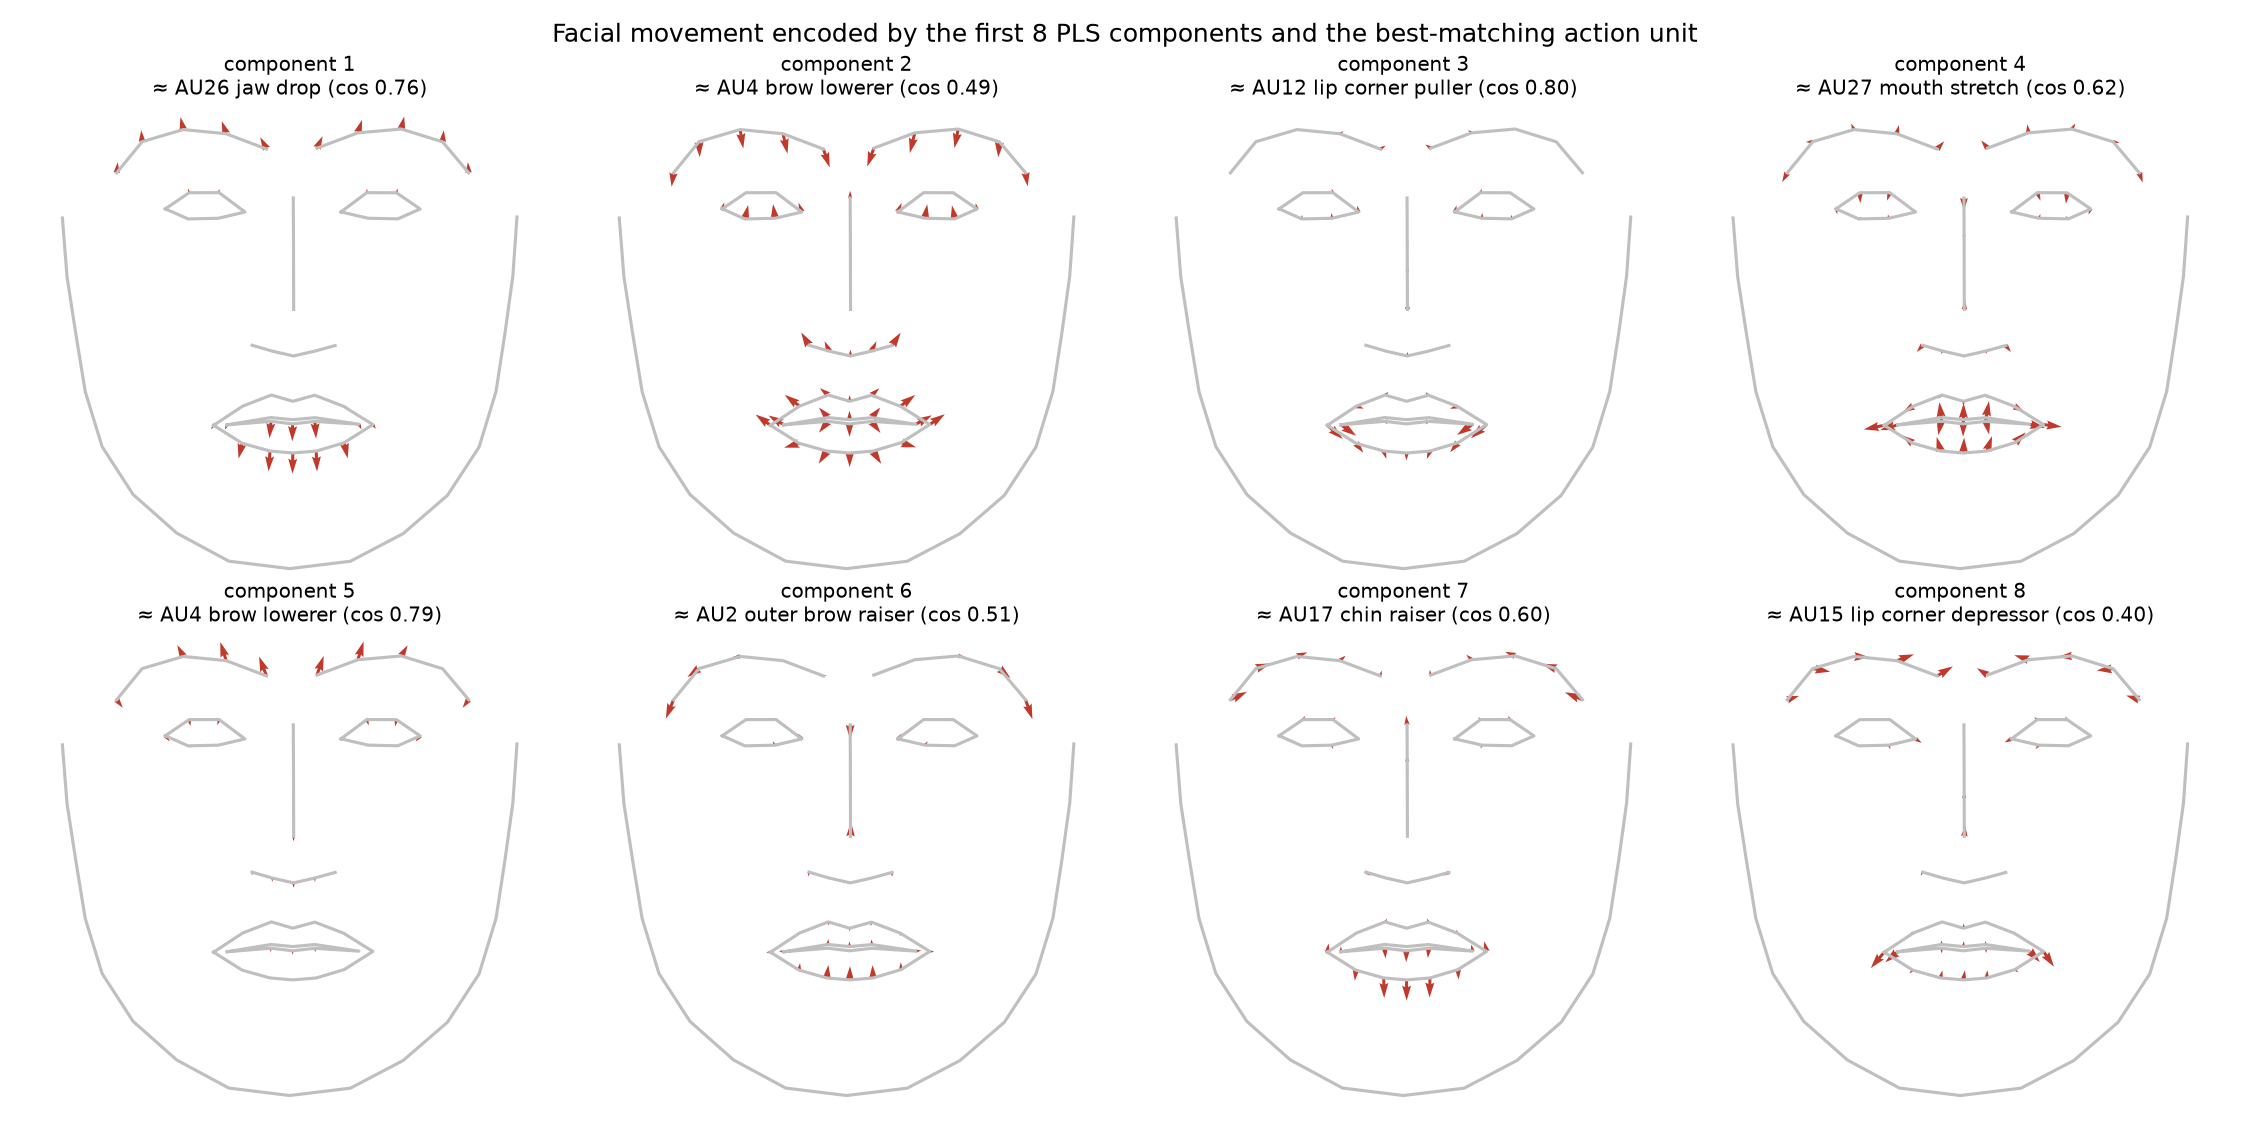 Facial movement encoded by the first 8 PLS components and the best-matching action unit
component 1
≈ AU26 jaw drop (cos 0.76)
component 2
≈ AU4 brow lowerer (cos 0.49)
component 3
≈ AU12 lip corner puller (cos 0.80)
component 4
≈ AU27 mouth stretch (cos 0.62)
component 5
≈ AU4 brow lowerer (cos 0.79)
component 6
≈ AU2 outer brow raiser (cos 0.51)
component 7
≈ AU17 chin raiser (cos 0.60)
component 8
≈ AU15 lip corner depressor (cos 0.40)